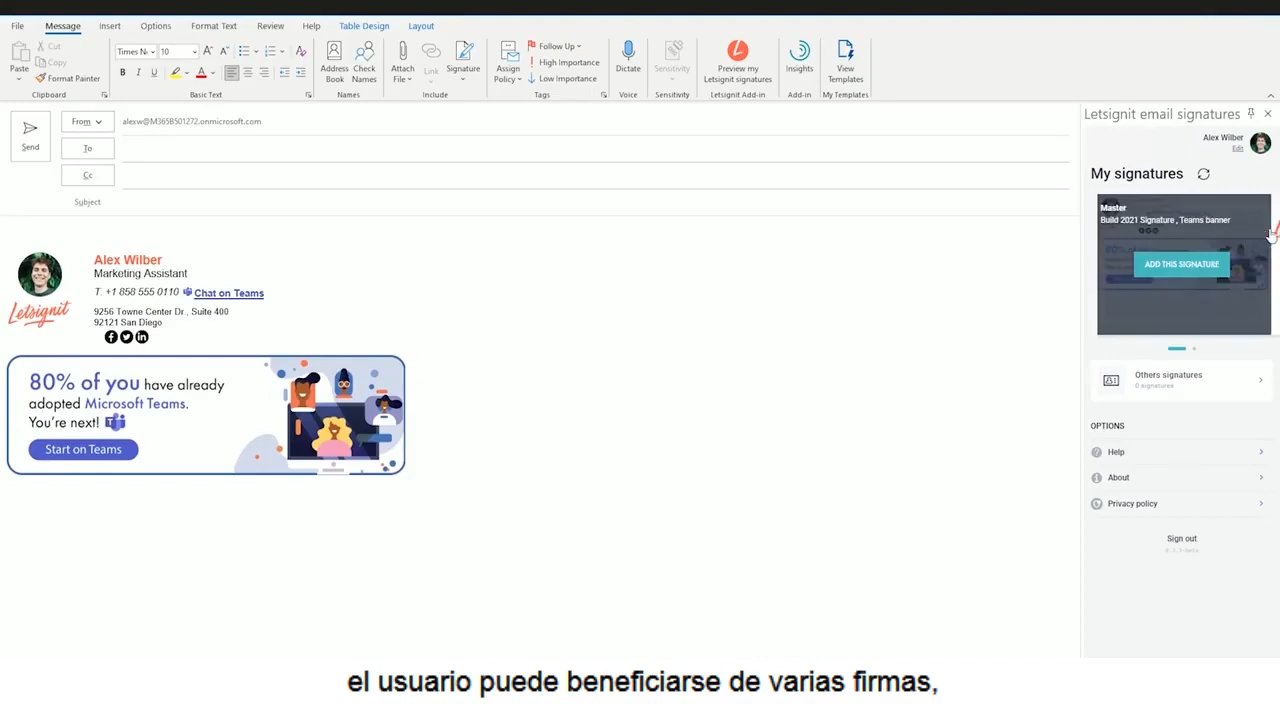 File Message Insert Options Format Text Review Help Table Design Layout
Paste
Cut
Copy
Format Painter
Clipboard
Times N
10
B I U
A
Basic Text
Address Book
Check Names
Names
Attach File
Link
Signature
Include
Assign Policy
Follow Up
High Importance
Low Importance
Tags
Dictate
Voice
Sensitivity
Sensitivity
Preview my
Letsignit signatures
Letsignit Add-in
Insights
Add-in
View
Templates
My Templates
Send
From
alexw@M365B501272.onmicrosoft.com
To
Cc
Subject
Letsignit
Alex Wilber
Marketing Assistant
T. +1 858 555 0110 Chat on Teams
9256 Towne Center Dr , Suite 400
92121 San Diego
80% of you have already
adopted Microsoft Teams.
You're next!
Start on Teams
Letsignit email signatures
Alex Wilber
Edit
My signatures
Master
Build 2021 Signature , Teams banner
ADD THIS SIGNATURE
Others signatures
0 signatures
OPTIONS
Help
About
Privacy policy
Sign out
el usuario puede beneficiarse de varias firmas,